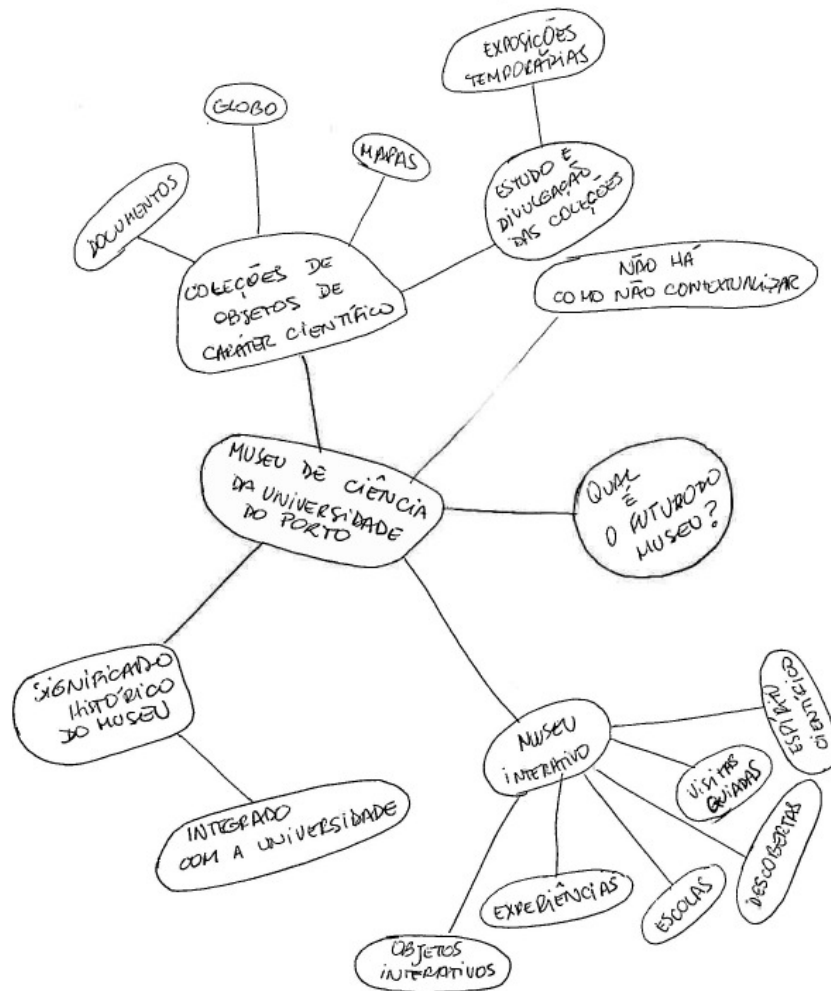 EXPOSIÇÕES
TEMPORÁRIAS
GLOBO
MAPAS
DOCUMENTOS
ESTUDO E
DIVULGAÇÃO
DAS COLEÇÕES
COLEÇÕES DE
OBJETOS DE
CARÁTER CIENTÍFICO
NÃO HÁ
COMO NÃO CONTEXTUALIZAR
MUSEU DE CIÊNCIA
DA UNIVERSIDADE
DO PORTO
QUAL
É
O FUTURO DO
MUSEU?
SIGNIFICADO
HISTÓRICO
DO MUSEU
INTEGRADO
COM A UNIVERSIDADE
MUSEU
INTERATIVO
ESPÍRITO
CIENTÍFICO
VISITAS
GUIADAS
DESCOBERTAS
ESCOLAS
EXPERIÊNCIAS
OBJETOS
INTERATIVOS